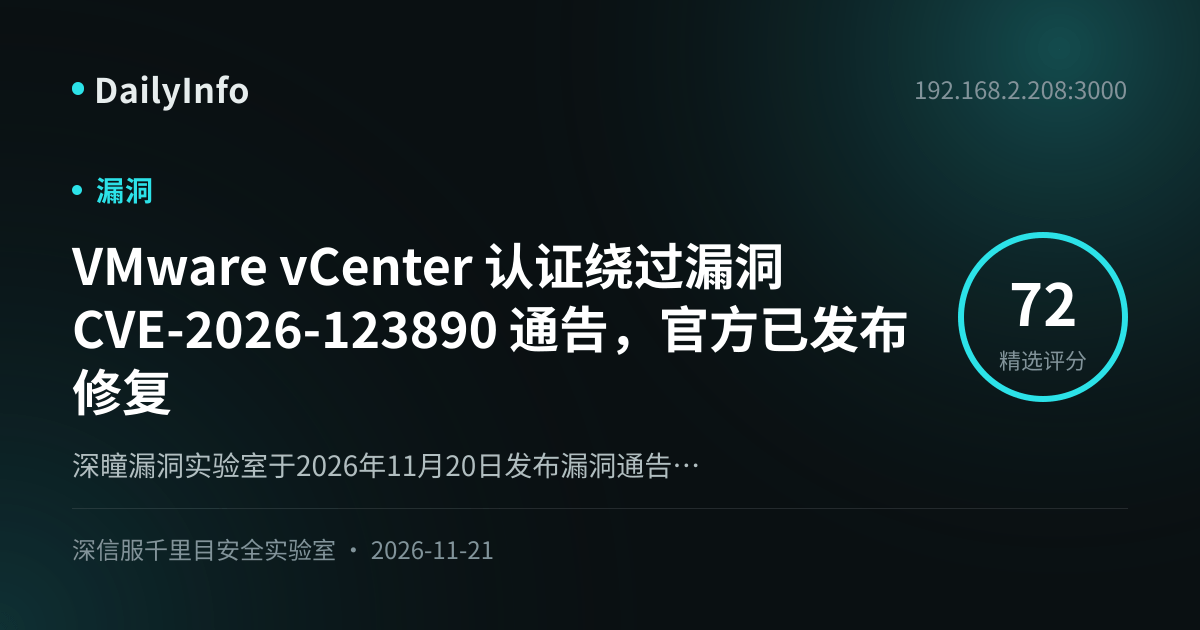 DailyInfo
192.168.2.208:3000
漏洞
VMware vCenter 认证绕过漏洞
CVE-2026-123890 通告，官方已发布
修复
72
精选评分
深瞳漏洞实验室于2026年11月20日发布漏洞通告…
深信服千里目安全实验室 · 2026-11-21